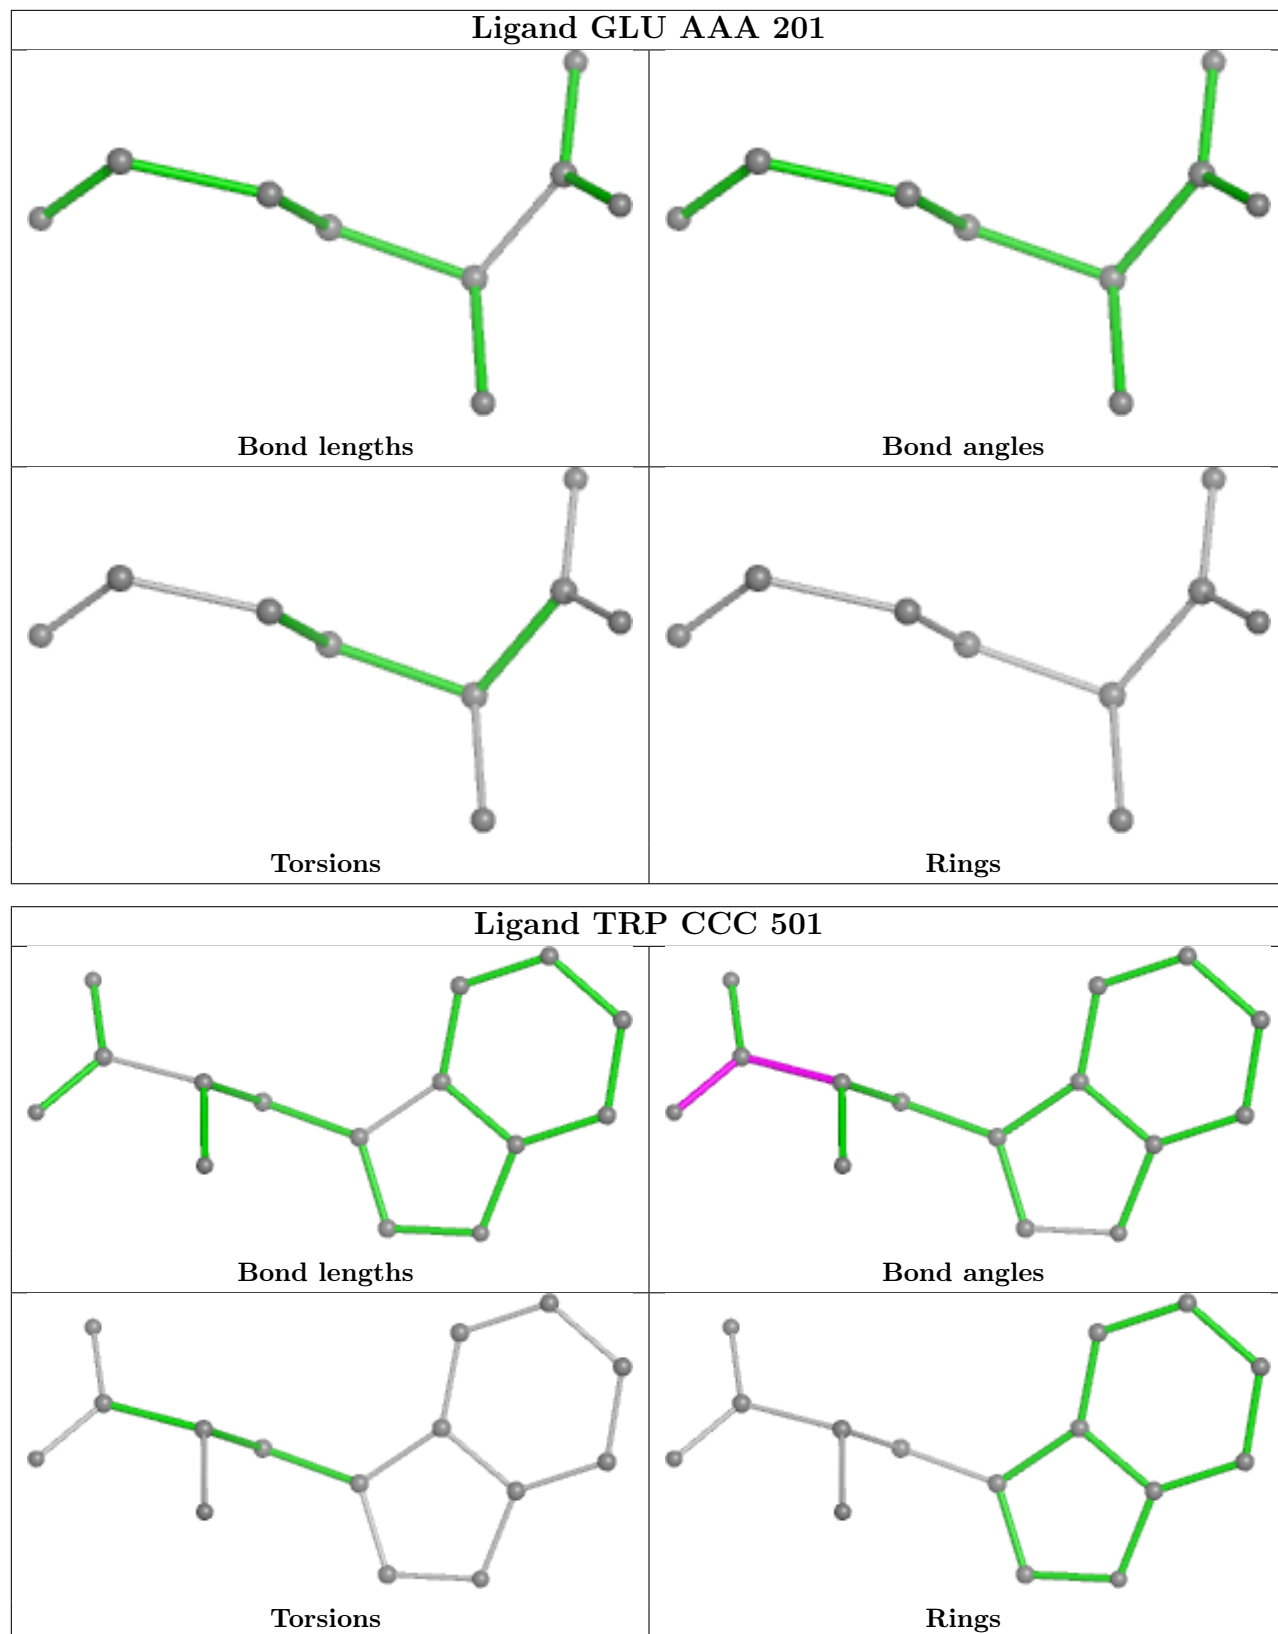 Ligand GLU AAA 201
Bond lengths
Bond angles
Torsions
Rings
Ligand TRP CCC 501
Bond lengths
Bond angles
Torsions
Rings